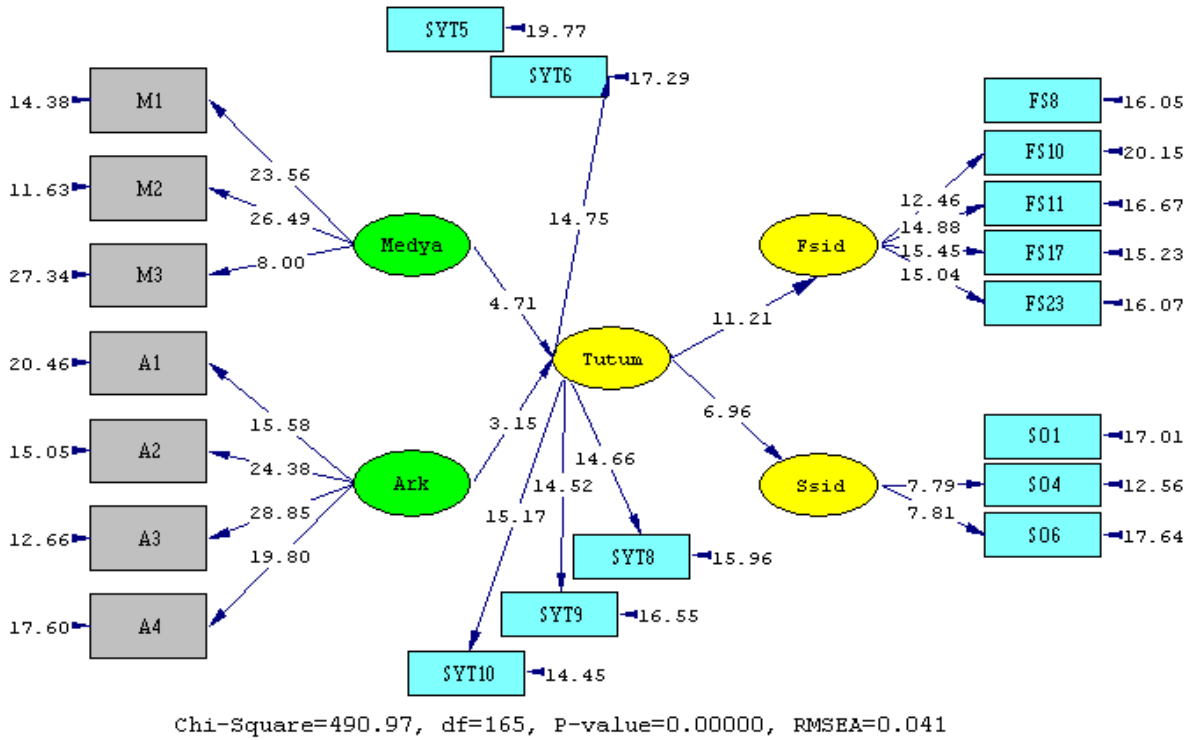 SYT5 19.77
SYT6 17.29
14.38 M1
11.63 M2
27.34 M3
20.46 A1
15.05 A2
12.66 A3
17.60 A4
23.56
26.49
8.00
15.58
24.38
28.85
19.80
Medya
Ark
4.71
3.15
14.75
Tutum
11.21
6.96
15.17
14.52
14.66
SYT8 15.96
SYT9 16.55
SYT10 14.45
Fsid
Ssid
12.46
14.88
15.45
15.04
7.79
7.81
FS8 16.05
FS10 20.15
FS11 16.67
FS17 15.23
FS23 16.07
SO1 17.01
SO4 12.56
SO6 17.64
Chi-Square=490.97, df=165, P-value=0.00000, RMSEA=0.041